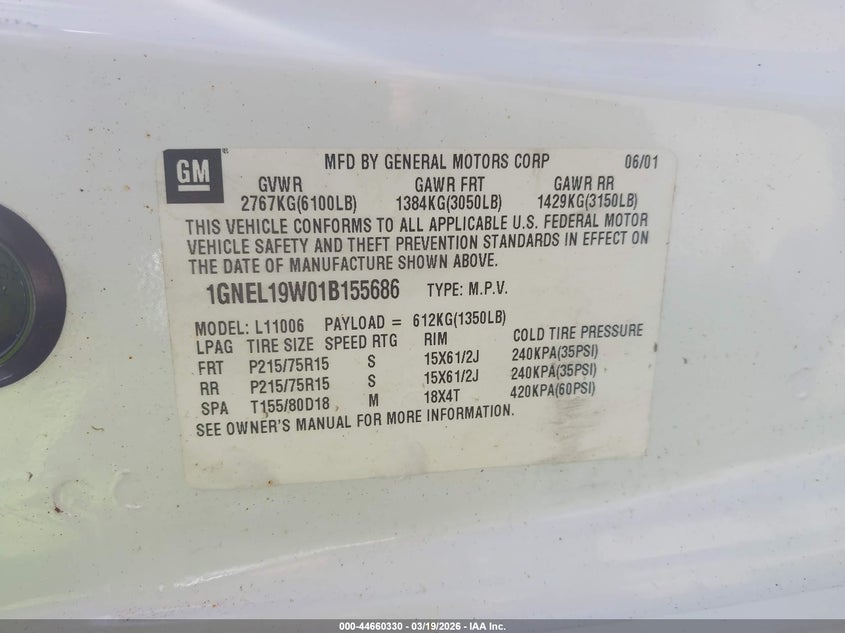 GM
MFD BY GENERAL MOTORS CORP 06/01
GVWR GAWR FRT GAWR RR
2767KG(6100LB) 1384KG(3050LB) 1429KG(3150LB)
THIS VEHICLE CONFORMS TO ALL APPLICABLE U.S. FEDERAL MOTOR
VEHICLE SAFETY AND THEFT PREVENTION STANDARDS IN EFFECT ON
THE DATE OF MANUFACTURE SHOWN ABOVE.
1GNEL19W01B155686 TYPE: M.P.V.
MODEL: L11006 PAYLOAD = 612KG(1350LB)
LPAG TIRE SIZE SPEED RTG RIM COLD TIRE PRESSURE
FRT P215/75R15 S 15X61/2J 240KPA(35PSI)
RR P215/75R15 S 15X61/2J 240KPA(35PSI)
SPA T155/80D18 M 18X4T 420KPA(60PSI)
SEE OWNER'S MANUAL FOR MORE INFORMATION.
000-44660330 - 03/19/2026 - IAA Inc.